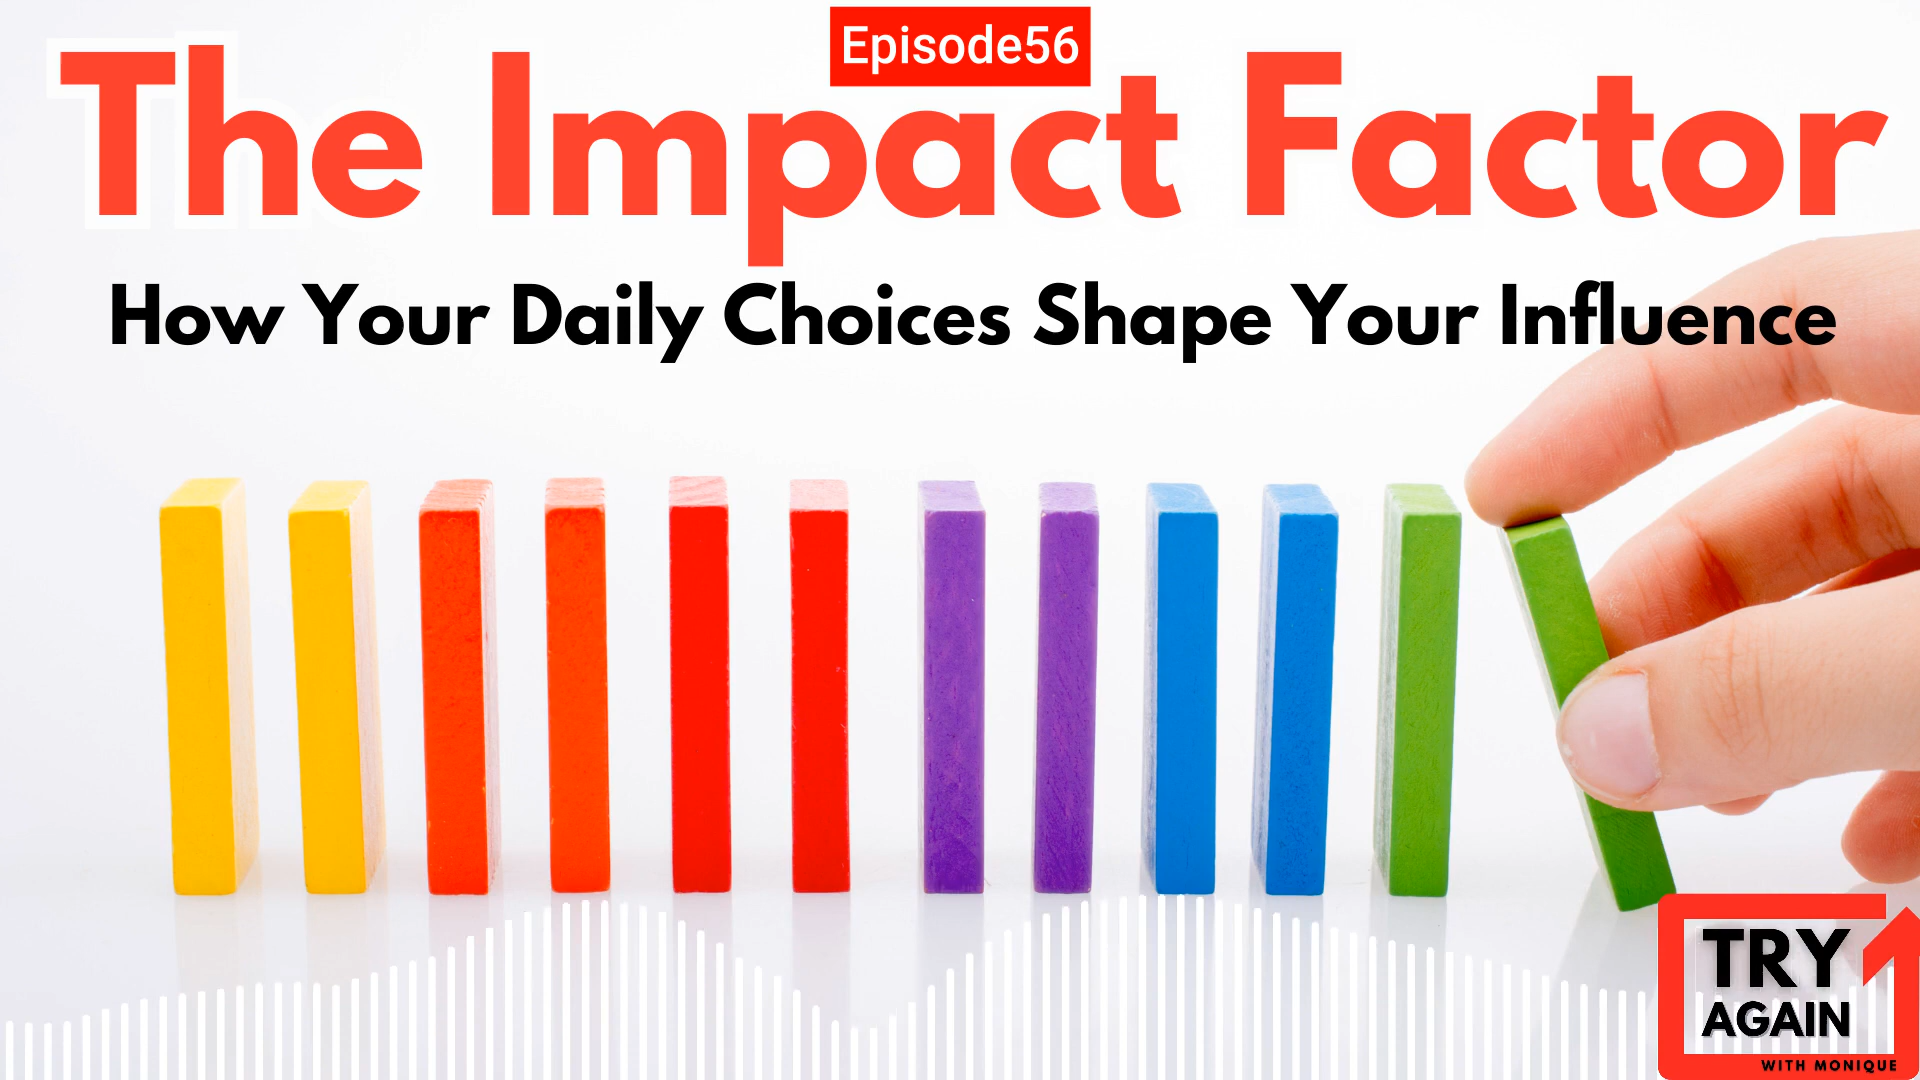 Episode56
The Impact Factor
How Your Daily Choices Shape Your Influence
TRY
AGAIN
WITH MONIQUE